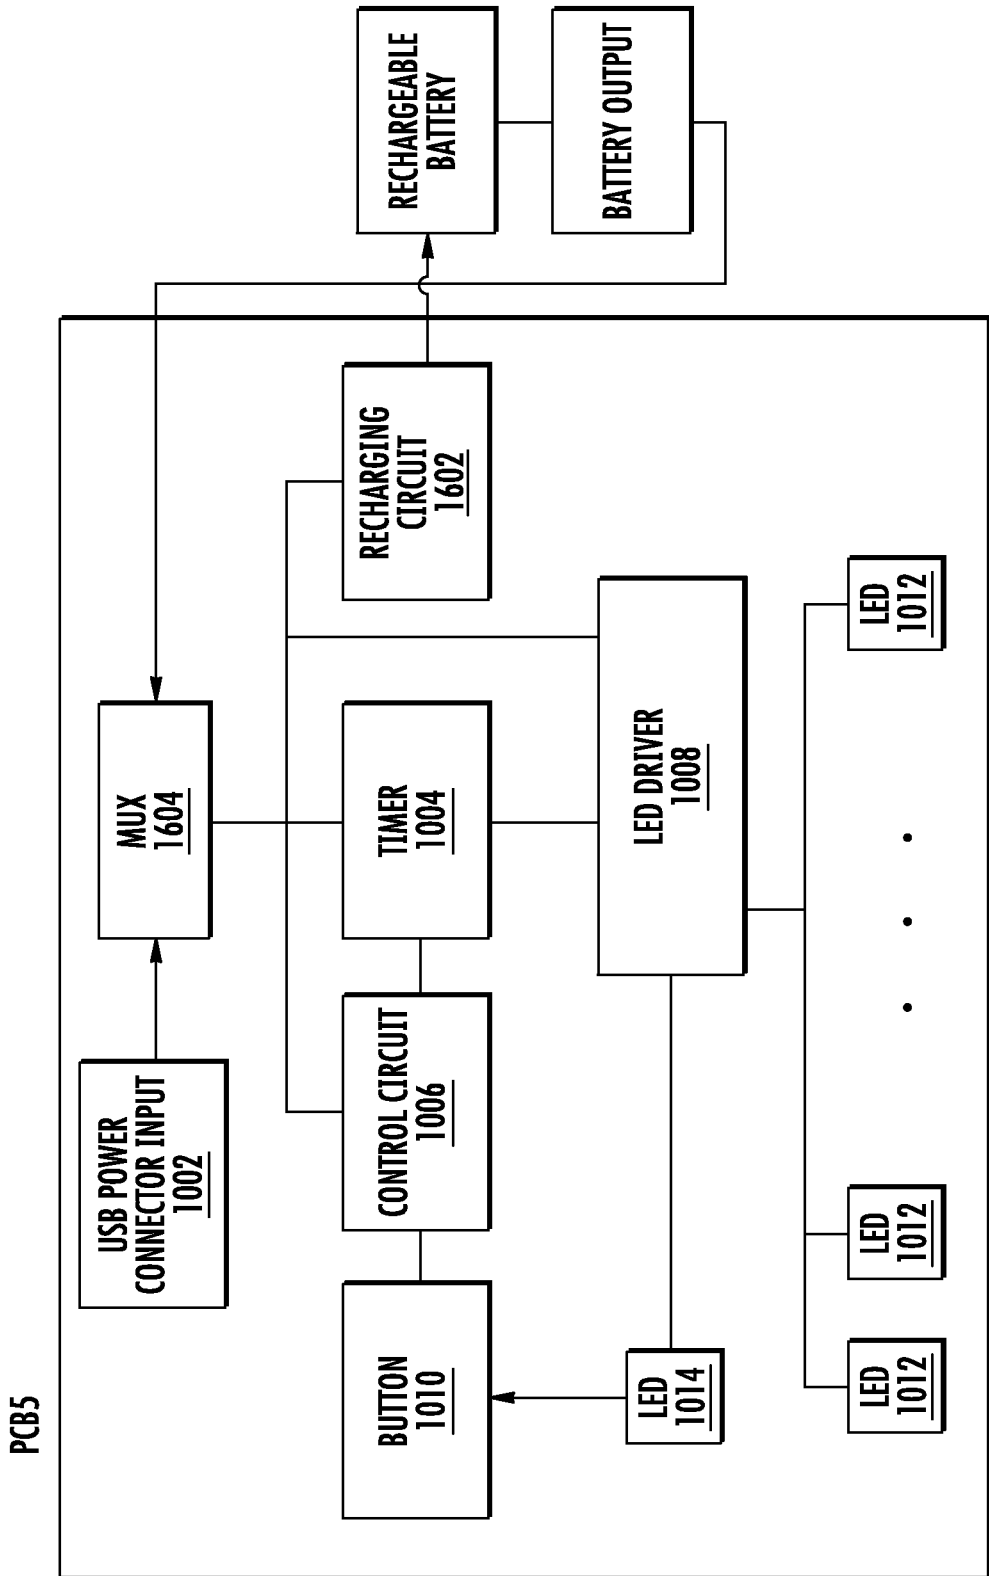 PCB5
USB POWER
CONNECTOR INPUT
1002
MUX
1604
BUTTON
1010
CONTROL CIRCUIT
1006
TIMER
1004
RECHARGING
CIRCUIT
1602
RECHARGEABLE
BATTERY
BATTERY OUTPUT
LED
1014
LED DRIVER
1008
LED
1012
LED
1012
LED
1012